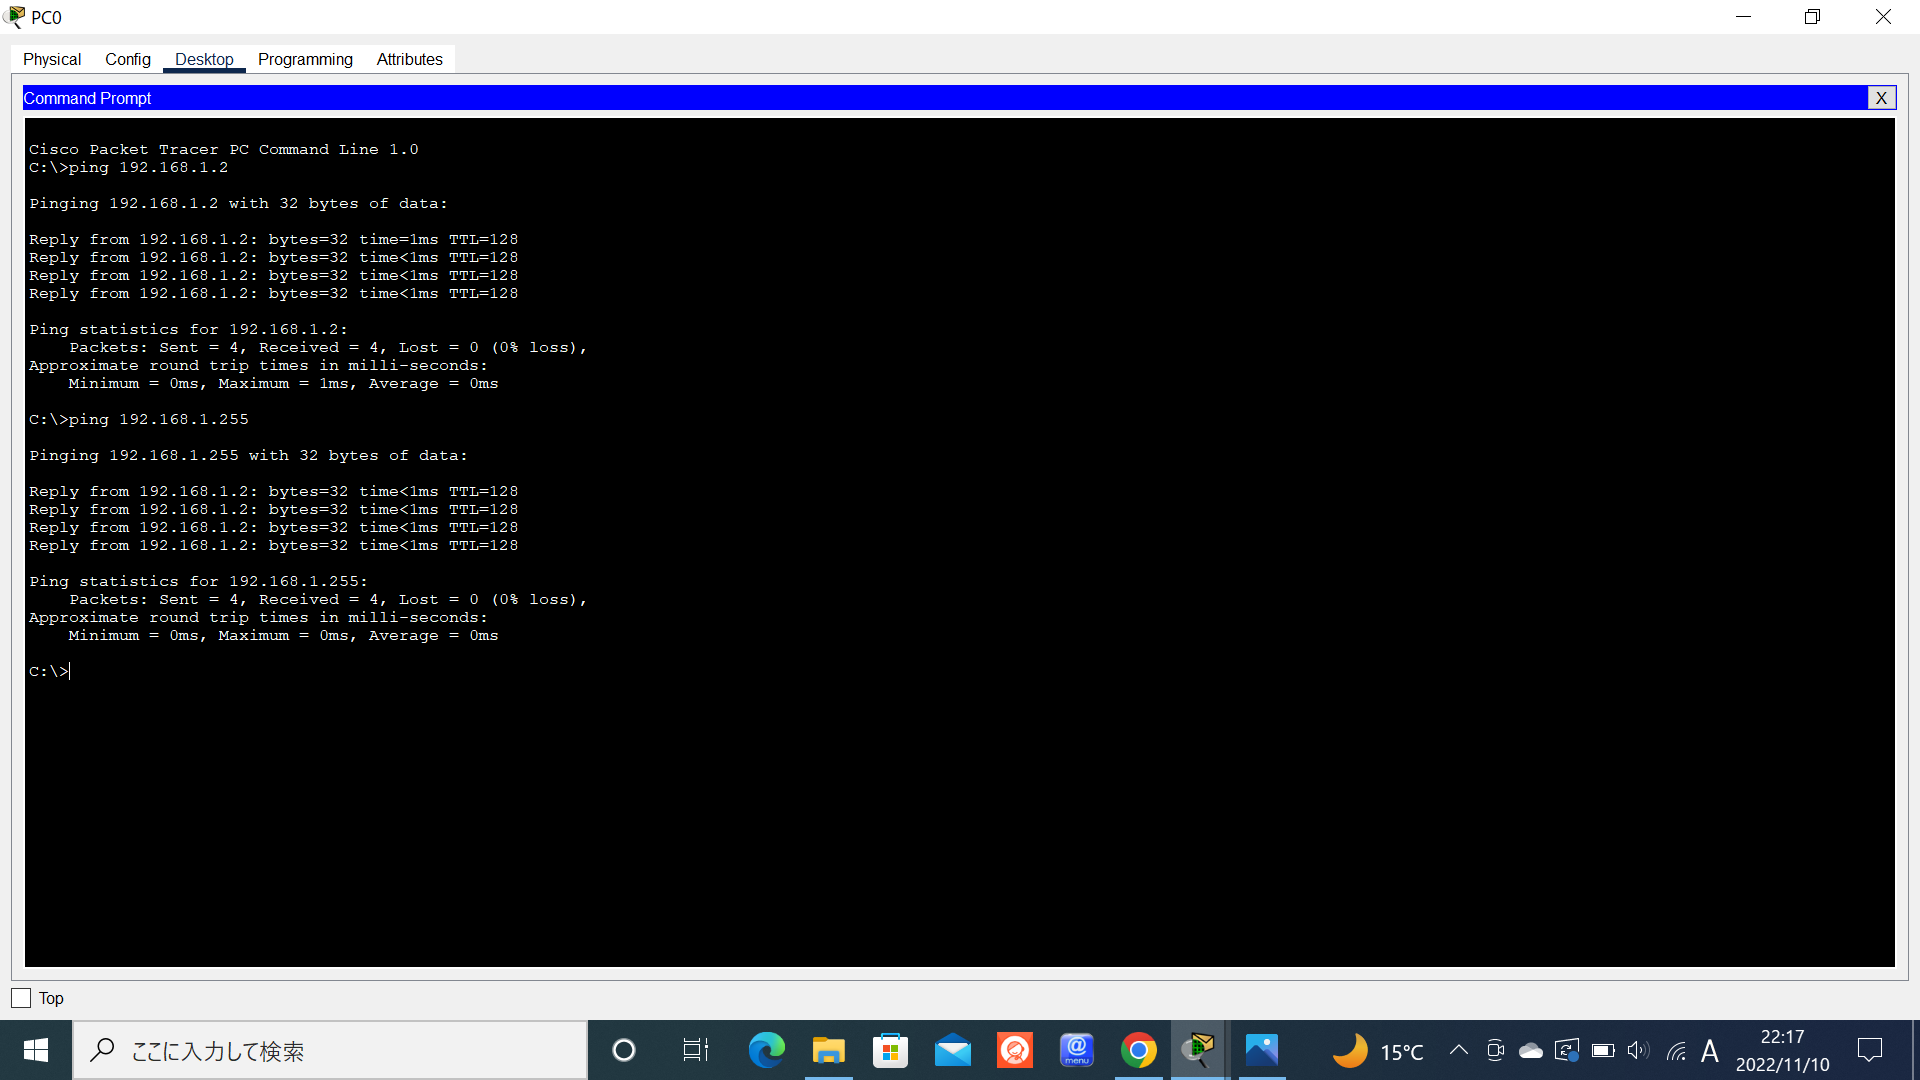 PC0
Physical Config Desktop Programming Attributes
Command Prompt
X
Cisco Packet Tracer PC Command Line 1.0
C:\>ping 192.168.1.2
Pinging 192.168.1.2 with 32 bytes of data:
Reply from 192.168.1.2: bytes=32 time=1ms TTL=128
Reply from 192.168.1.2: bytes=32 time<1ms TTL=128
Reply from 192.168.1.2: bytes=32 time<1ms TTL=128
Reply from 192.168.1.2: bytes=32 time<1ms TTL=128
Ping statistics for 192.168.1.2:
Packets: Sent = 4, Received = 4, Lost = 0 (0% loss),
Approximate round trip times in milli-seconds:
Minimum = 0ms, Maximum = 1ms, Average = 0ms
C:\>ping 192.168.1.255
Pinging 192.168.1.255 with 32 bytes of data:
Reply from 192.168.1.2: bytes=32 time<1ms TTL=128
Reply from 192.168.1.2: bytes=32 time<1ms TTL=128
Reply from 192.168.1.2: bytes=32 time<1ms TTL=128
Reply from 192.168.1.2: bytes=32 time<1ms TTL=128
Ping statistics for 192.168.1.255:
Packets: Sent = 4, Received = 4, Lost = 0 (0% loss),
Approximate round trip times in milli-seconds:
Minimum = 0ms, Maximum = 0ms, Average = 0ms
C:\>
Top
ここに入力して検索
@
menu
15°C
A
22:17
2022/11/10